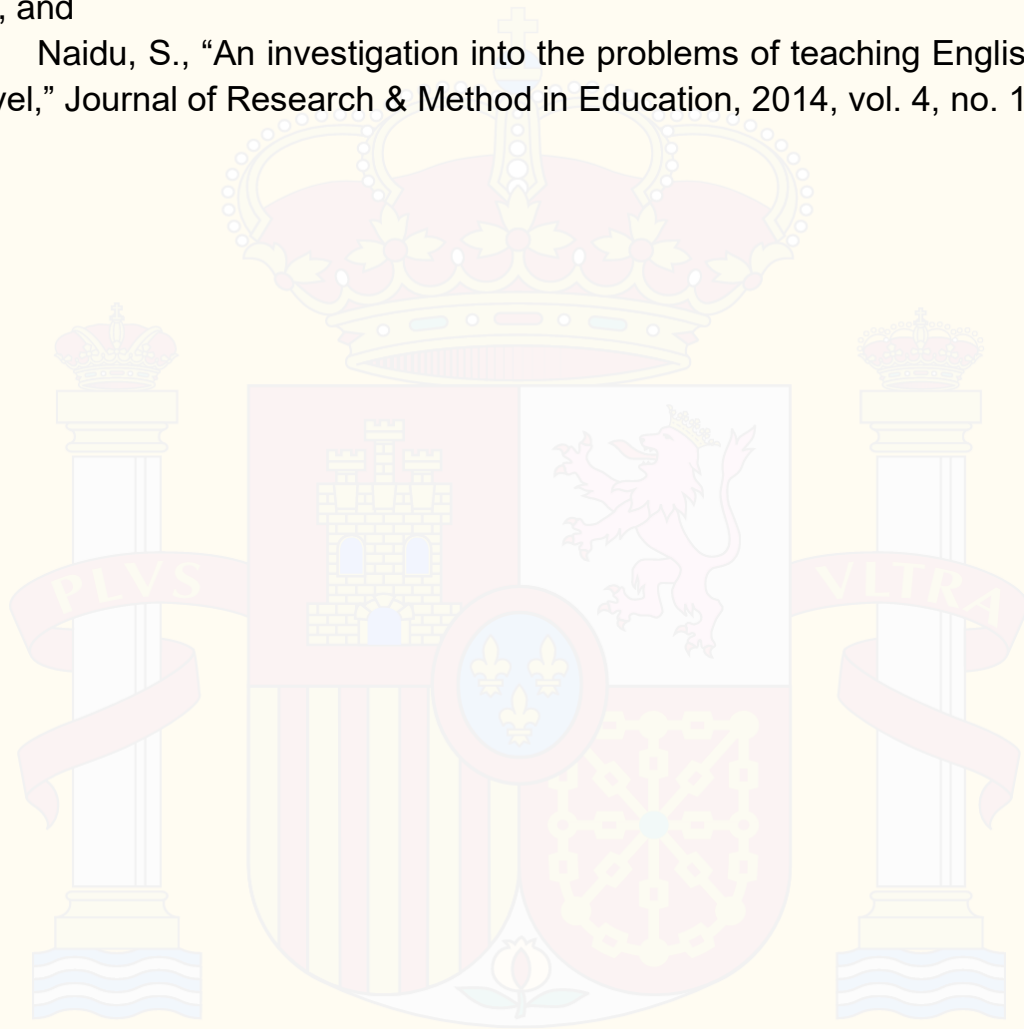 , and
Naidu, S., “An investigation into the problems of teaching Englis
vel,” Journal of Research & Method in Education, 2014, vol. 4, no. 1
PLVS
VLTRA